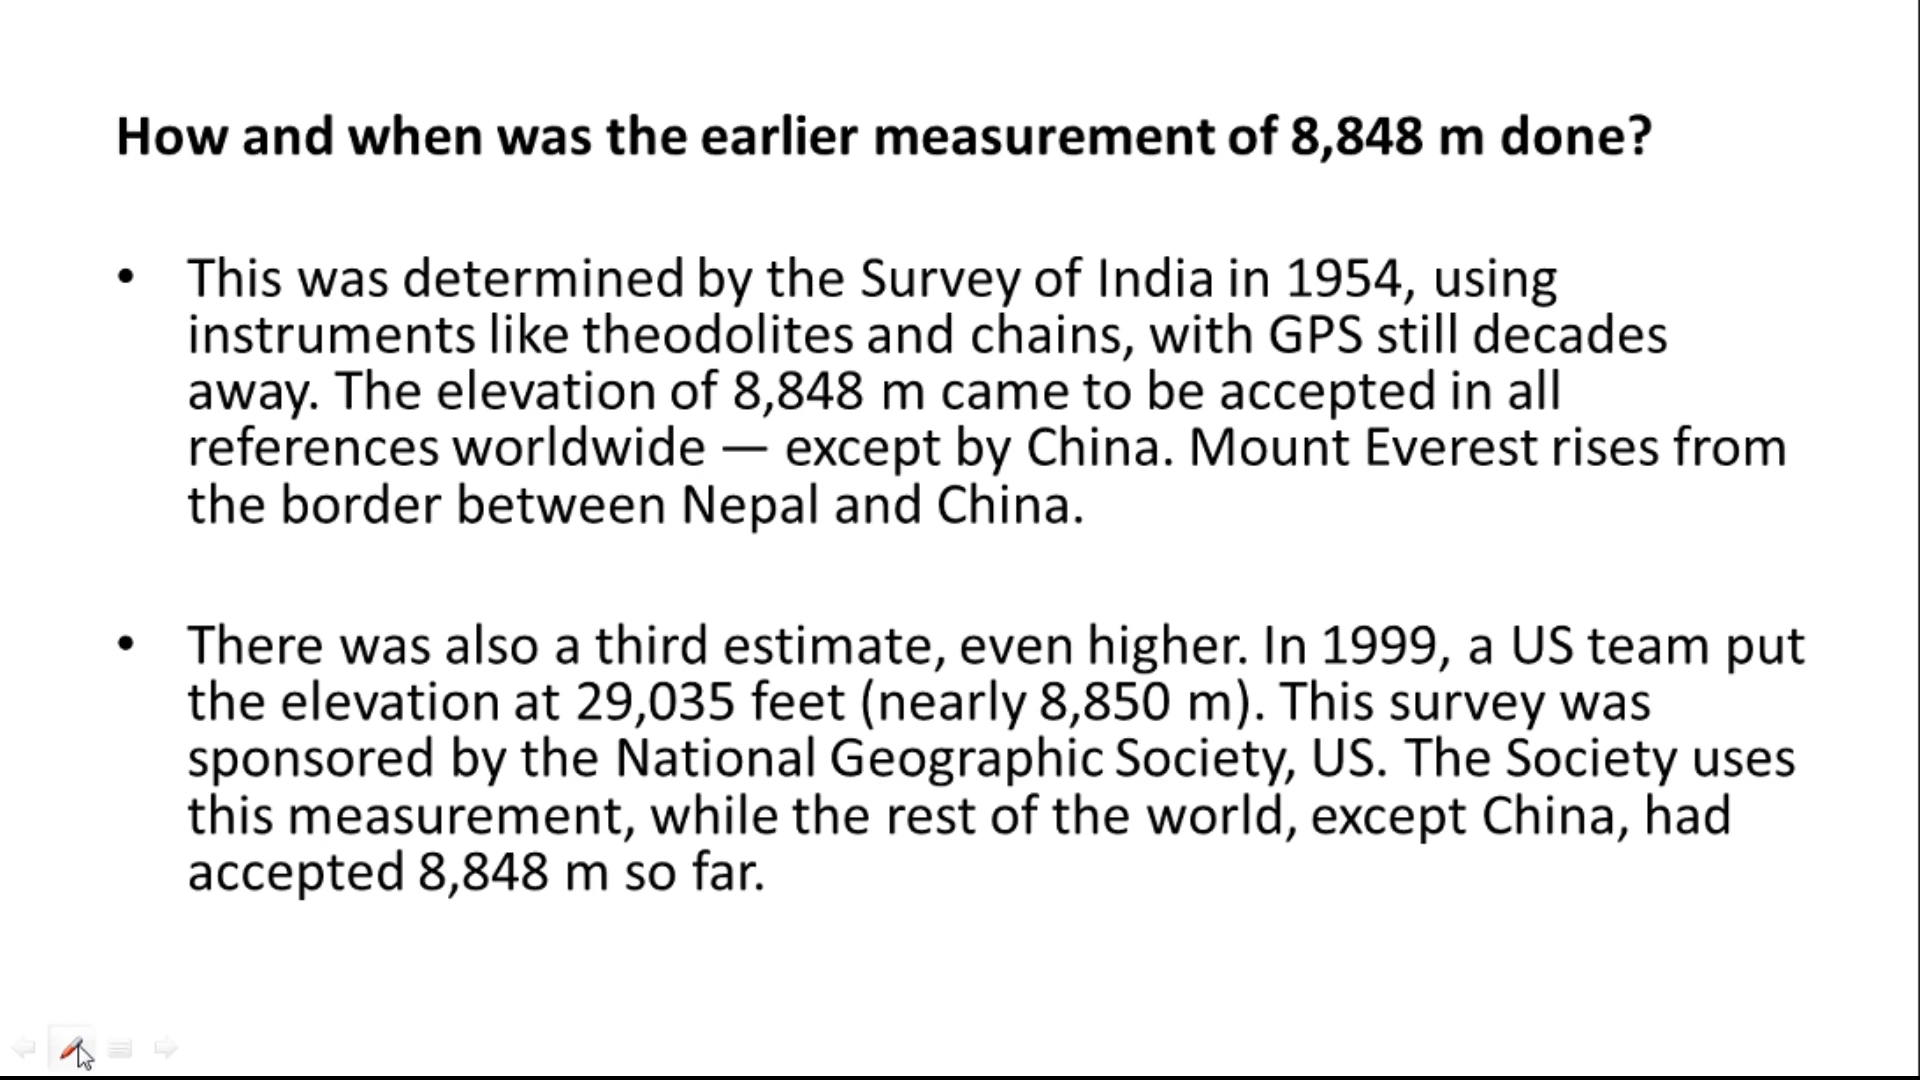 How and when was the earlier measurement of 8,848 m done?
• This was determined by the Survey of India in 1954, using
instruments like theodolites and chains, with GPS still decades
away. The elevation of 8,848 m came to be accepted in all
references worldwide — except by China. Mount Everest rises from
the border between Nepal and China.
• There was also a third estimate, even higher. In 1999, a US team put
the elevation at 29,035 feet (nearly 8,850 m). This survey was
sponsored by the National Geographic Society, US. The Society uses
this measurement, while the rest of the world, except China, had
accepted 8,848 m so far.